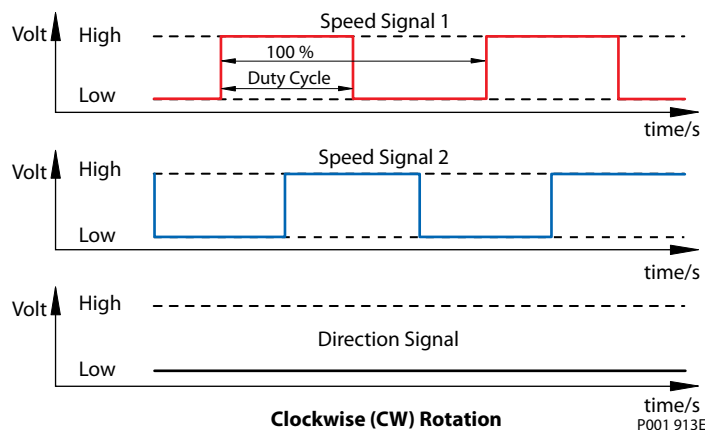 Speed Signal 1
Volt
High
100 %
Duty Cycle
Low
time/s
Speed Signal 2
Volt
High
Low
time/s
Volt
High
Direction Signal
Low
time/s
Clockwise (CW) Rotation
P001 913E